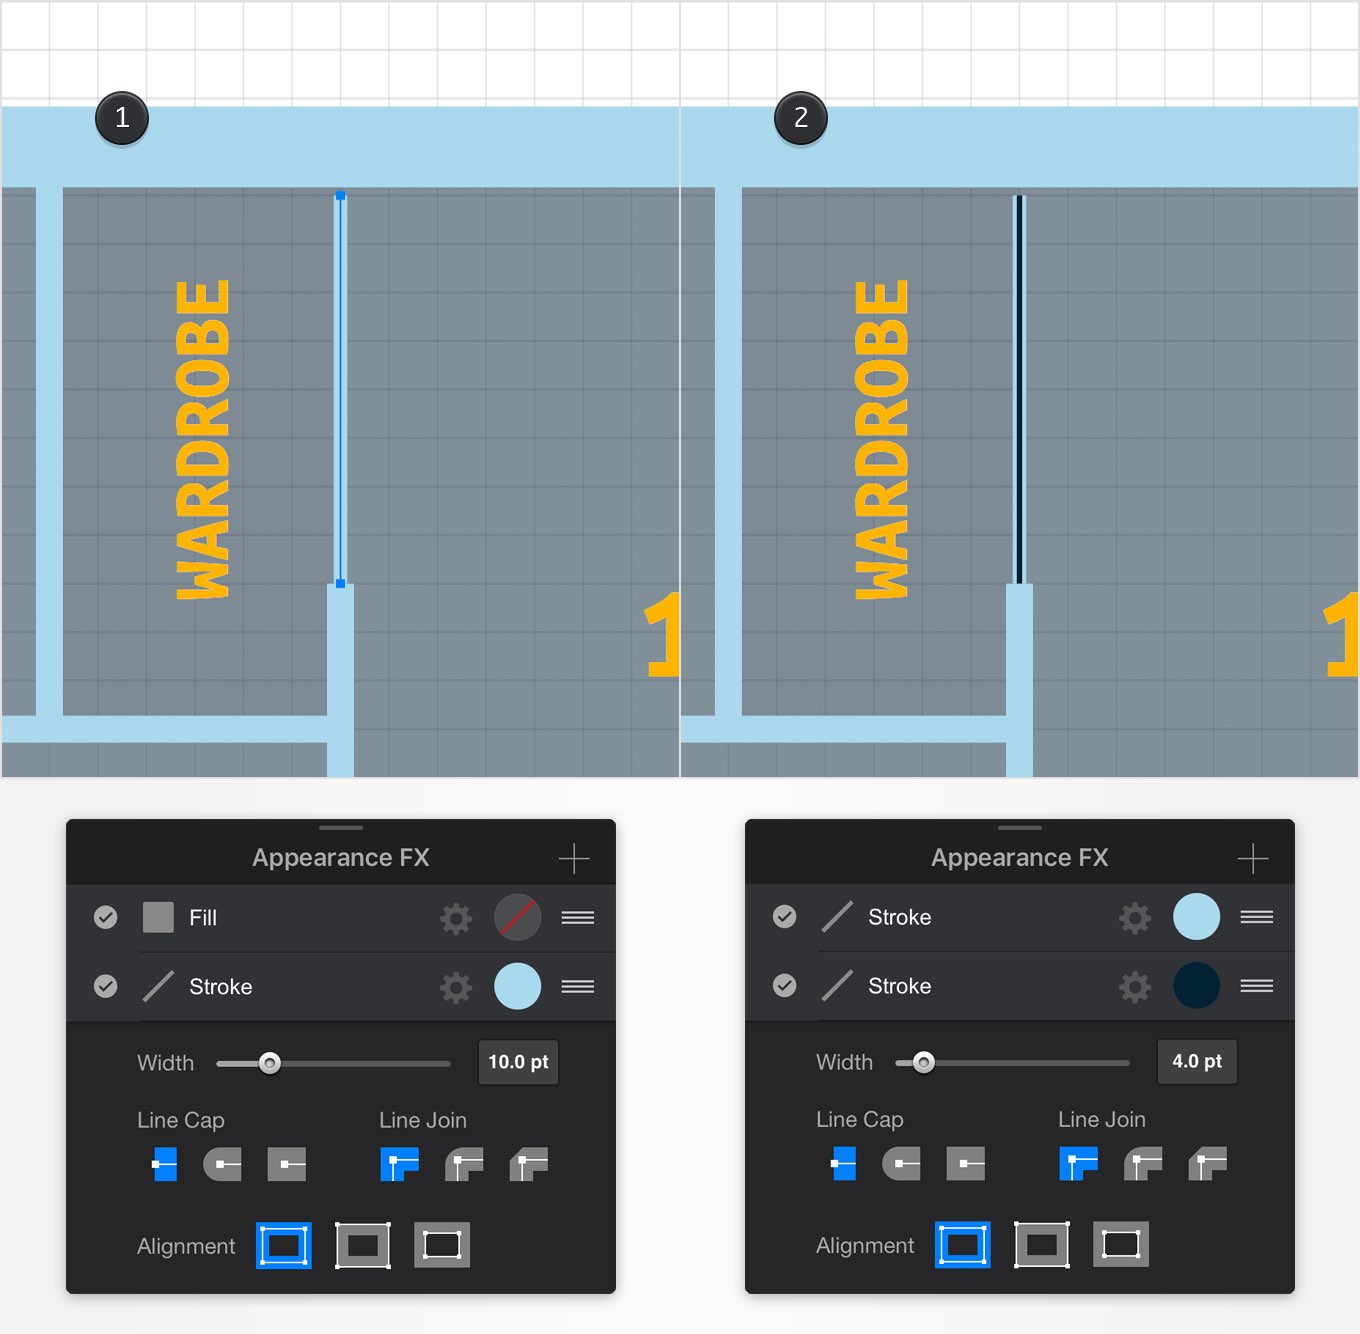 1
WARDROBE
1
2
WARDROBE
1
Appearance FX
Fill
Stroke
Width 10.0 pt
Line Cap Line Join
Alignment
Appearance FX
Stroke
Stroke
Width 4.0 pt
Line Cap Line Join
Alignment